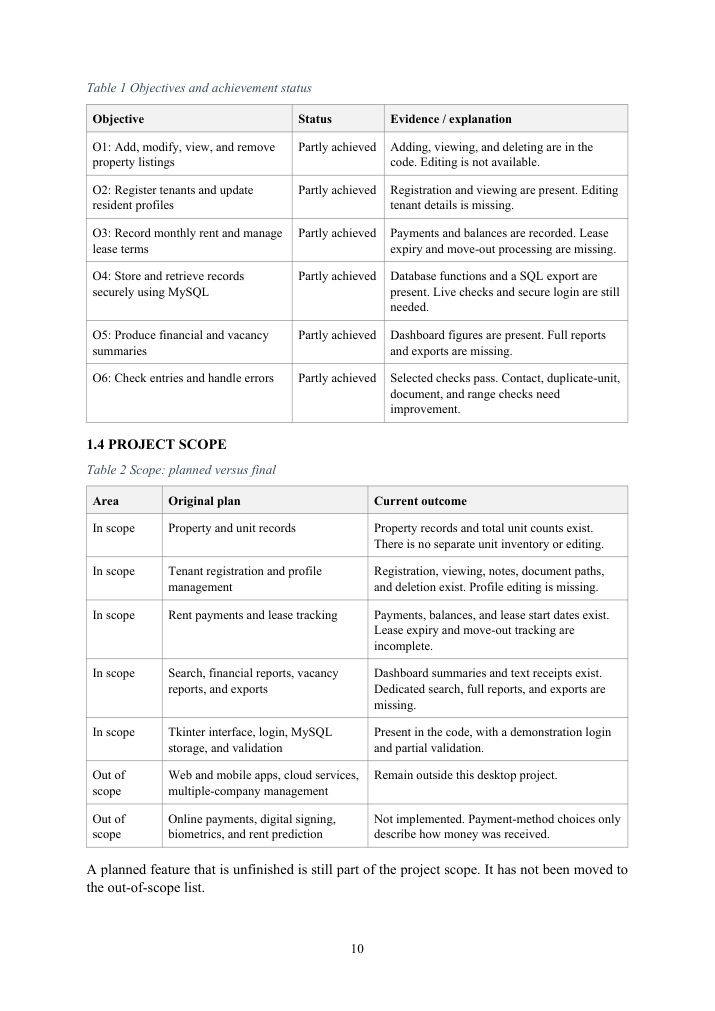 Table 1 Objectives and achievement status
Objective Status Evidence / explanation
O1: Add, modify, view, and remove Partly achieved Adding, viewing, and deleting are in the
property listings code. Editing is not available.
O2: Register tenants and update Partly achieved Registration and viewing are present. Editing
resident profiles tenant details is missing.
O3: Record monthly rent and manage Partly achieved Payments and balances are recorded. Lease
lease terms expiry and move-out processing are missing.
O4: Store and retrieve records Partly achieved Database functions and a SQL export are
securely using MySQL present. Live checks and secure login are still
needed.
O5: Produce financial and vacancy Partly achieved Dashboard figures are present. Full reports
summaries and exports are missing.
O6: Check entries and handle errors Partly achieved Selected checks pass. Contact, duplicate-unit,
document, and range checks need
improvement.
1.4 PROJECT SCOPE
Table 2 Scope: planned versus final
Area Original plan Current outcome
In scope Property and unit records Property records and total unit counts exist.
There is no separate unit inventory or editing.
In scope Tenant registration and profile Registration, viewing, notes, document paths,
management and deletion exist. Profile editing is missing.
In scope Rent payments and lease tracking Payments, balances, and lease start dates exist.
Lease expiry and move-out tracking are
incomplete.
In scope Search, financial reports, vacancy Dashboard summaries and text receipts exist.
reports, and exports Dedicated search, full reports, and exports are
missing.
In scope Tkinter interface, login, MySQL Present in the code, with a demonstration login
storage, and validation and partial validation.
Out of Web and mobile apps, cloud services, Remain outside this desktop project.
scope multiple-company management
Out of Online payments, digital signing, Not implemented. Payment-method choices only
scope biometrics, and rent prediction describe how money was received.
A planned feature that is unfinished is still part of the project scope. It has not been moved to
the out-of-scope list.
10